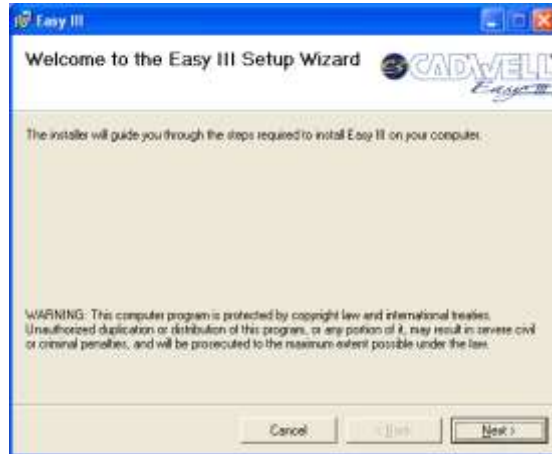 Easy III
Welcome to the Easy III Setup Wizard
CADWELL
Easy III
The installer will guide you through the steps required to install Easy III on your computer.
WARNING: This computer program is protected by copyright law and international treaties.
Unauthorized duplication or distribution of this program, or any portion of it, may result in severe civil
or criminal penalties, and will be prosecuted to the maximum extent possible under the law.
Cancel
< Back
Next >